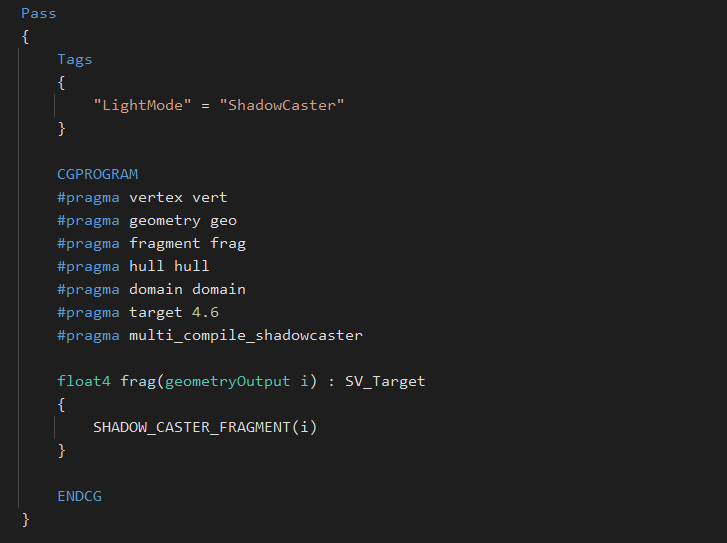 Pass
{
Tags
{
"LightMode" = "ShadowCaster"
}
CGPROGRAM
#pragma vertex vert
#pragma geometry geo
#pragma fragment frag
#pragma hull hull
#pragma domain domain
#pragma target 4.6
#pragma multi_compile_shadowcaster
float4 frag(geometryOutput i) : SV_Target
{
SHADOW_CASTER_FRAGMENT(i)
}
ENDCG
}